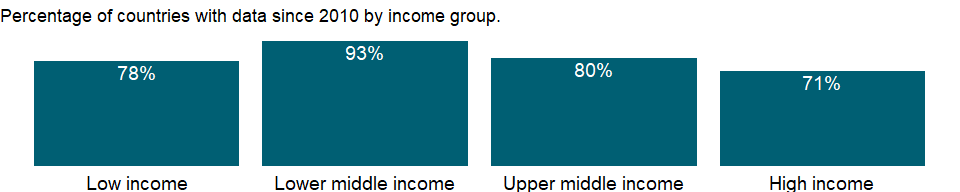 Percentage of countries with data since 2010 by income group.
78%
93%
80%
71%
Low income
Lower middle income
Upper middle income
High income